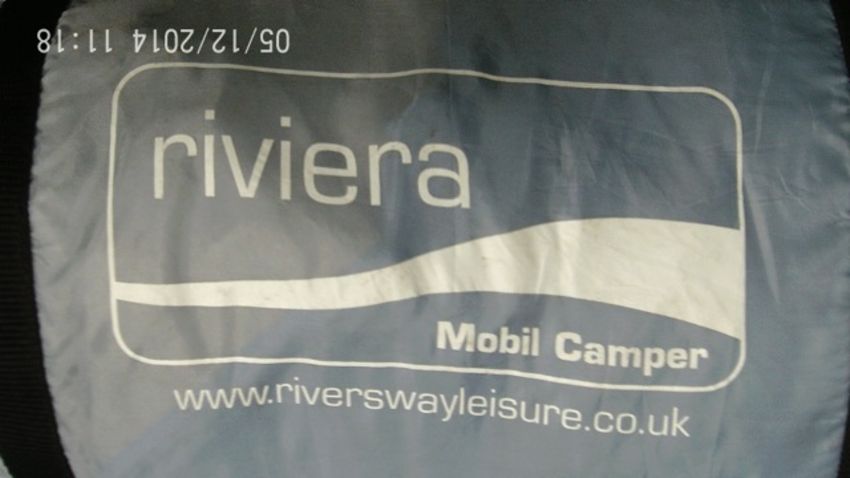 05/12/2014 11:18
riviera
Mobil Camper
www.riverswayleisure.co.uk